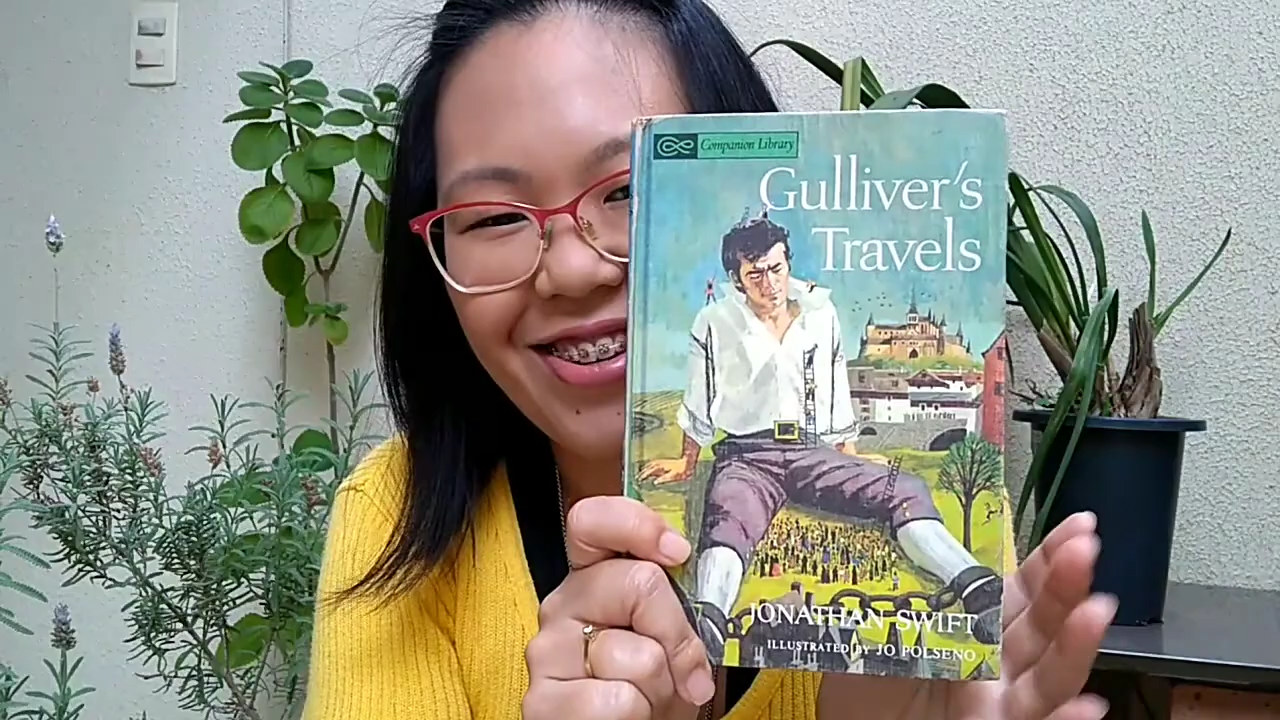 Companion Library
Gulliver's
Travels
JONATHAN SWIFT
ILLUSTRATED BY JO POLSENO